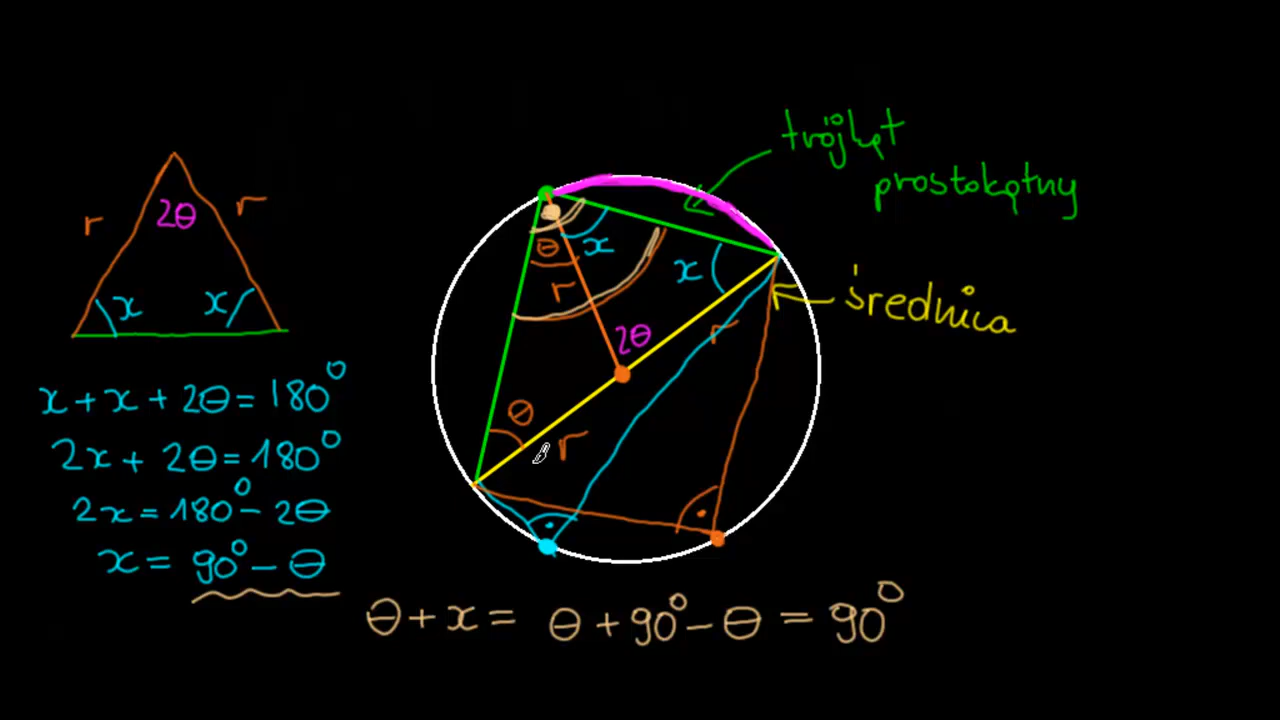 trójkąt
prostokątny
r
2θ
r
x
x
θ
x
r
x
2θ
r
średnica
θ
r
x + x + 2θ = 180°
2x + 2θ = 180°
2x = 180° - 2θ
x = 90° - θ
θ + x = θ + 90° - θ = 90°